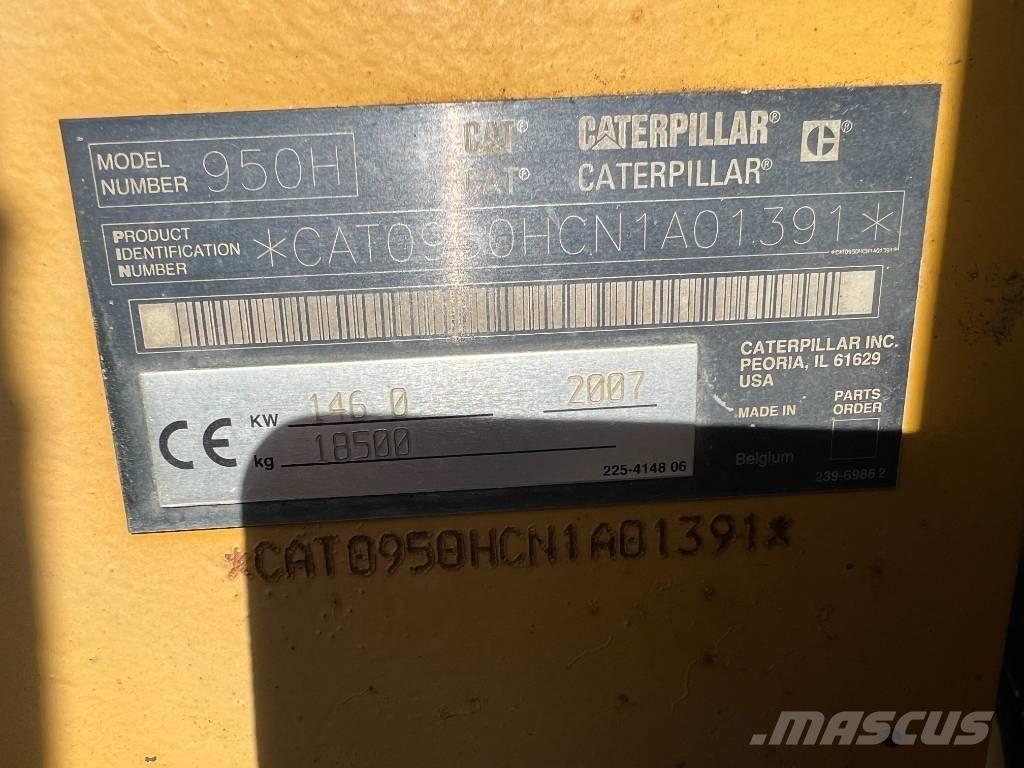 MODEL NUMBER 950H
CAT® CATERPILLAR® C®
CAT® CATERPILLAR®
PRODUCT IDENTIFICATION NUMBER *CAT0950HCN1A01391*
*CAT0950HCN1A01391*
CATERPILLAR INC.
PEORIA, IL 61629
USA
CE KW 146.0 2007
kg 18500
225-4148 06
MADE IN Belgium
PARTS ORDER
239-5986 2
*CAT0950HCN1A01391*
MASCUS